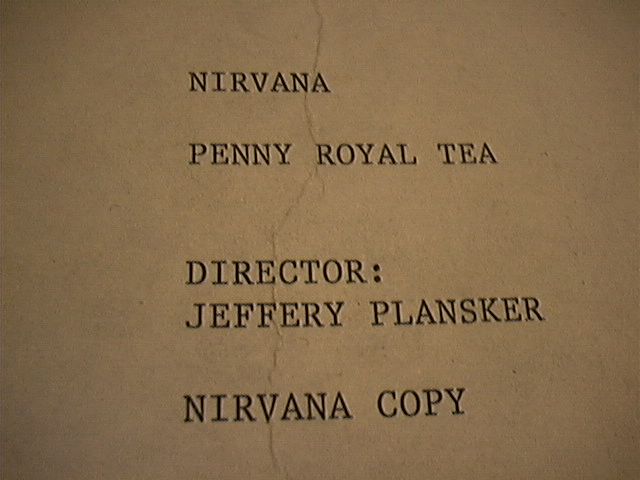 NIRVANA
PENNY ROYAL TEA
DIRECTOR:
JEFFERY PLANSKER
NIRVANA COPY